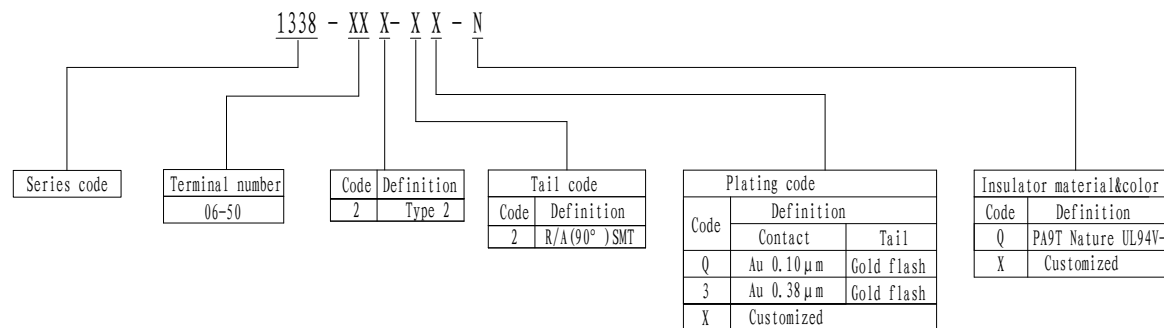 1338 - XX X- X X - N
Series code
Terminal number
06-50
Code Definition
2 Type 2
Tail code
Code Definition
2 R/A(90° )SMT
Plating code
Code Definition
Contact Tail
Q Au 0.10μm Gold flash
3 Au 0.38μm Gold flash
X Customized
Insulator material&color
Code Definition
Q PA9T Nature UL94V-
X Customized